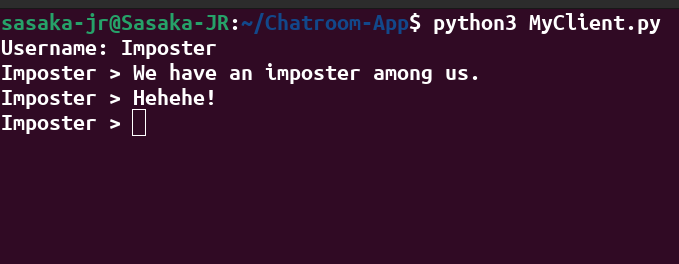 sasaka-jr@Sasaka-JR:~/Chatroom-App$ python3 MyClient.py
Username: Imposter
Imposter > We have an imposter among us.
Imposter > Hehehe!
Imposter >